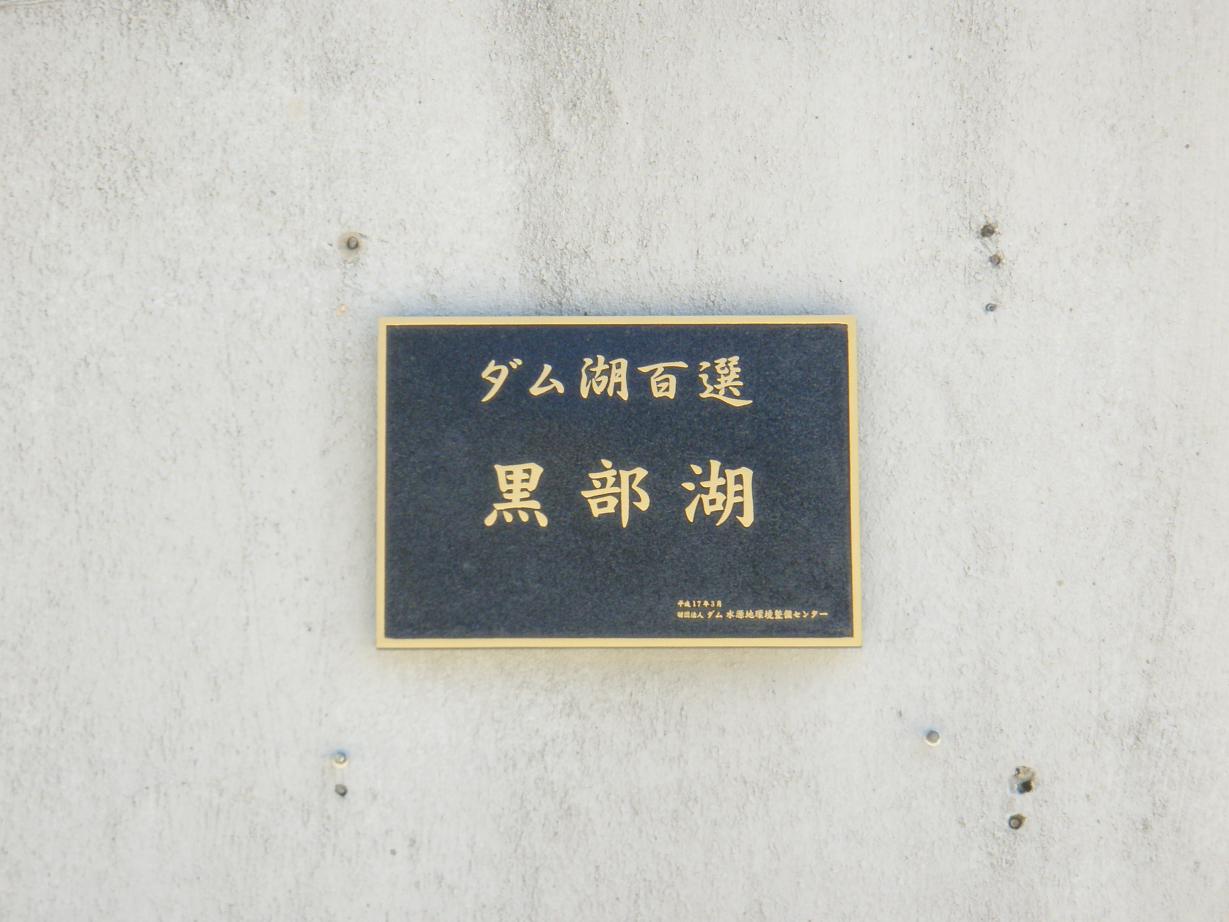 ダム湖百選
黒部湖
平成17年3月
財団法人 ダム水源地環境整備センター